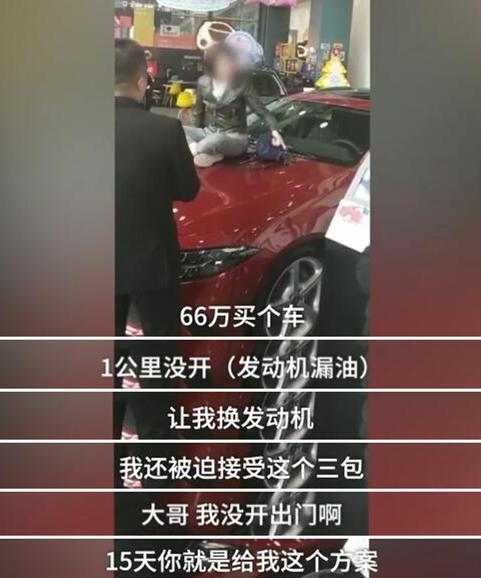 66万买个车
1公里没开（发动机漏油）
让我换发动机
我还被迫接受这个三包
大哥 我没开出门啊
15天你就是给我这个方案